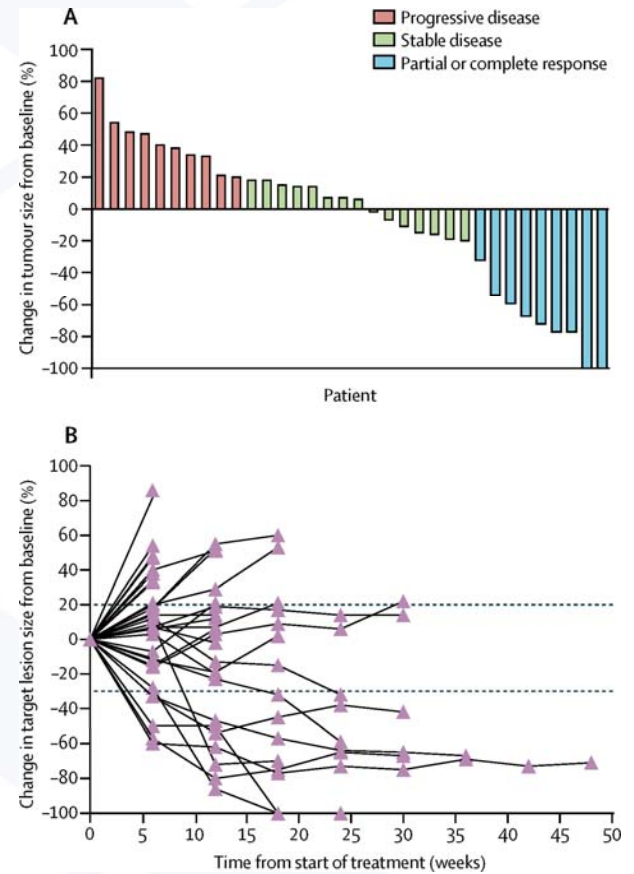 A
Progressive disease
Stable disease
Partial or complete response
Change in tumour size from baseline (%)
100
80
60
40
20
0
–20
–40
–60
–80
–100
Patient
B
Change in target lesion size from baseline (%)
100
80
60
40
20
0
–20
–40
–60
–80
–100
0 5 10 15 20 25 30 35 40 45 50
Time from start of treatment (weeks)